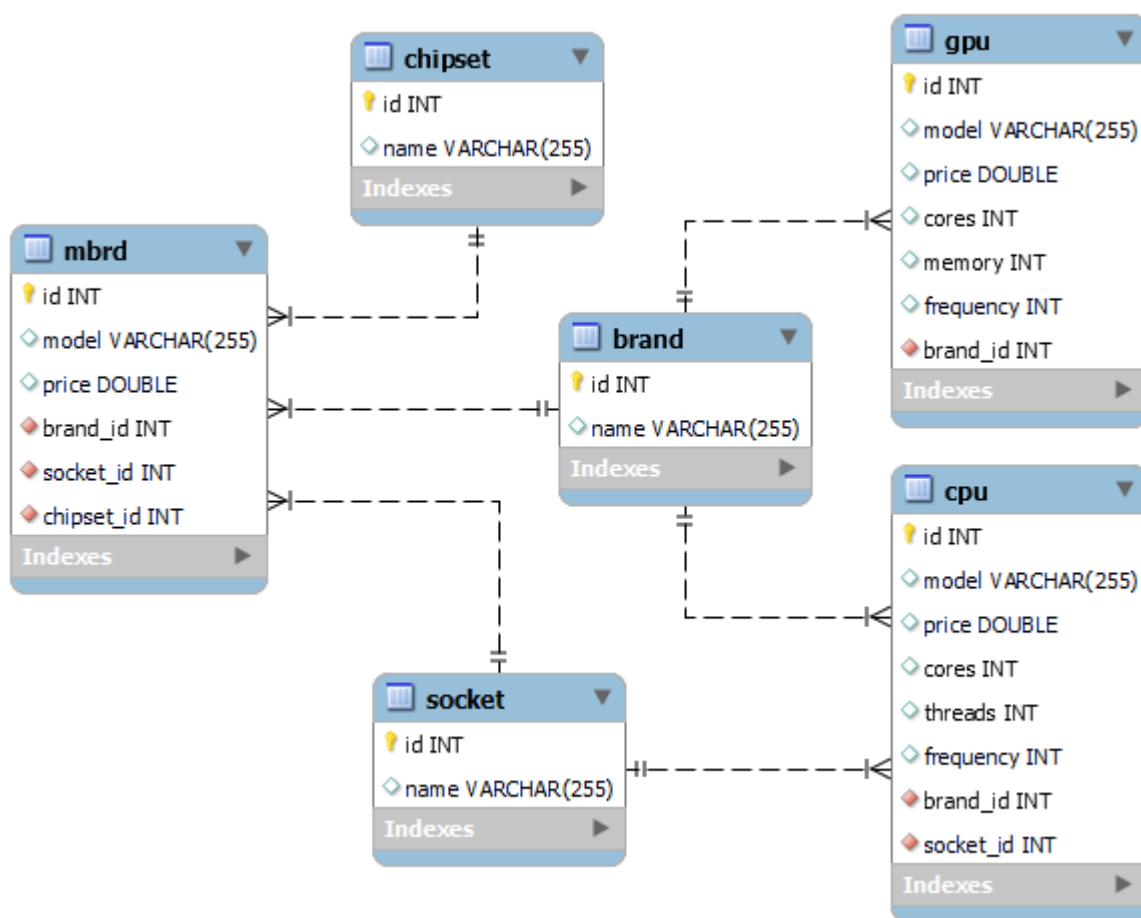 chipset
id INT
name VARCHAR(255)
Indexes
mbrd
id INT
model VARCHAR(255)
price DOUBLE
brand_id INT
socket_id INT
chipset_id INT
Indexes
brand
id INT
name VARCHAR(255)
Indexes
socket
id INT
name VARCHAR(255)
Indexes
gpu
id INT
model VARCHAR(255)
price DOUBLE
cores INT
memory INT
frequency INT
brand_id INT
Indexes
cpu
id INT
model VARCHAR(255)
price DOUBLE
cores INT
threads INT
frequency INT
brand_id INT
socket_id INT
Indexes